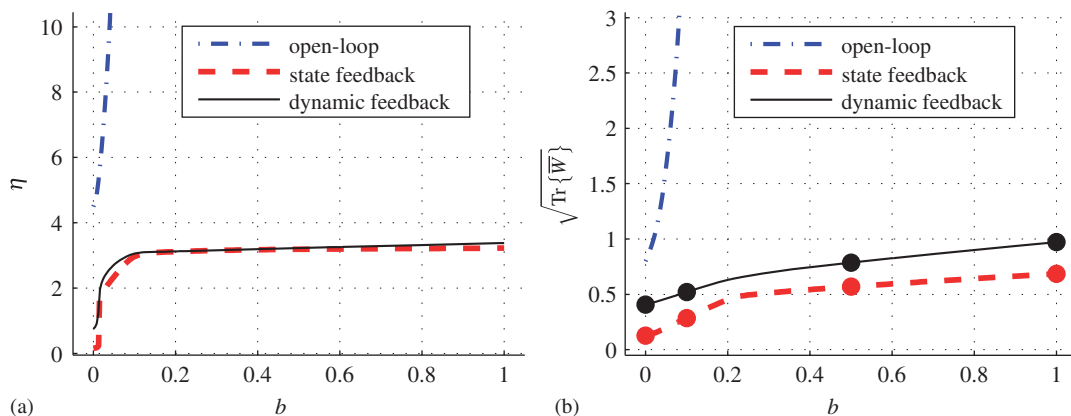 10
8
6
4
2
0
η
open-loop
state feedback
dynamic feedback
0 0.2 0.4 0.6 0.8 1
(a) b
3
2.5
2
1.5
1
0.5
0
√Tr{W̅}
open-loop
state feedback
dynamic feedback
0 0.2 0.4 0.6 0.8 1
(b) b